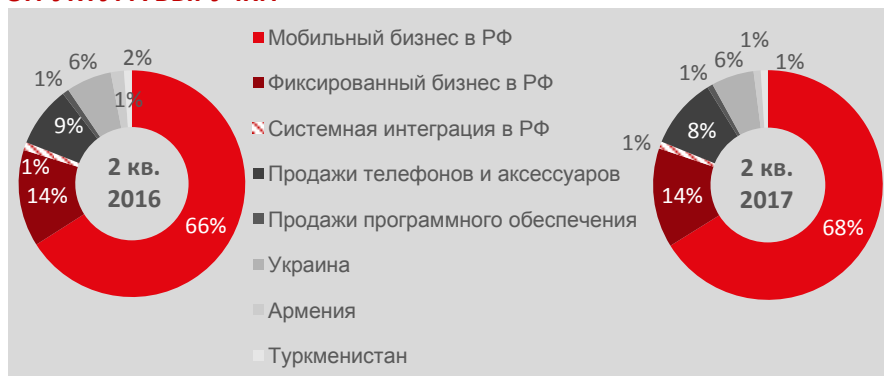 2%
6%
1%
1%
9%
1%
14%
66%
2 кв.
2016
Мобильный бизнес в РФ
Фиксированный бизнес в РФ
Системная интеграция в РФ
Продажи телефонов и аксессуаров
Продажи программного обеспечения
Украина
Армения
Туркменистан
1%
6%
1%
1%
8%
1%
14%
68%
2 кв.
2017